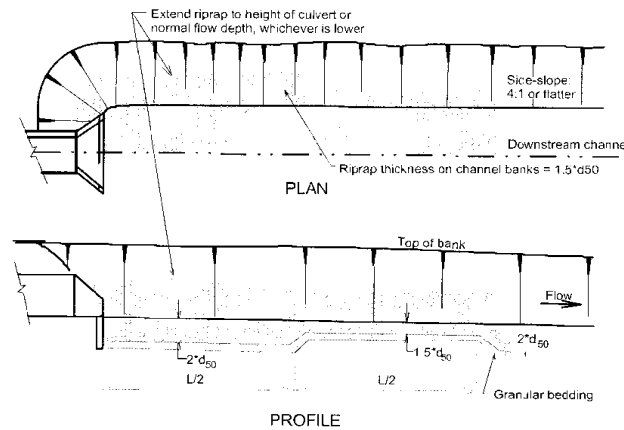 Extend riprap to height of culvert or
normal flow depth, whichever is lower
Side-slope:
4:1 or flatter
Downstream channel
Riprap thickness on channel banks = 1.5*d50
PLAN
Top of bank
Flow
2*d50
1.5*d50
2*d50
L/2
L/2
Granular bedding
PROFILE